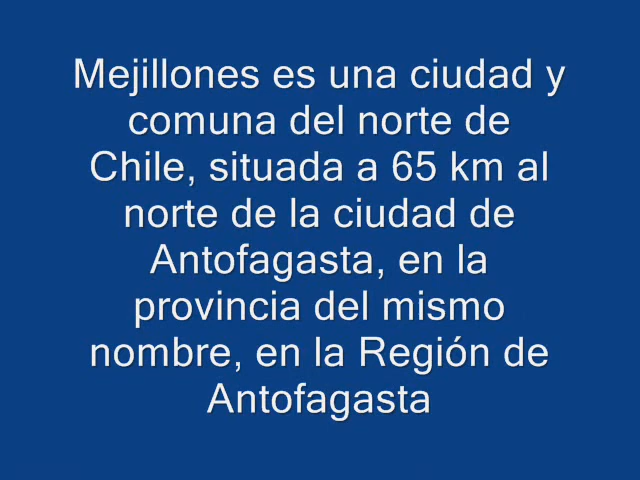 Mejillones es una ciudad y
comuna del norte de
Chile, situada a 65 km al
norte de la ciudad de
Antofagasta, en la
provincia del mismo
nombre, en la Región de
Antofagasta